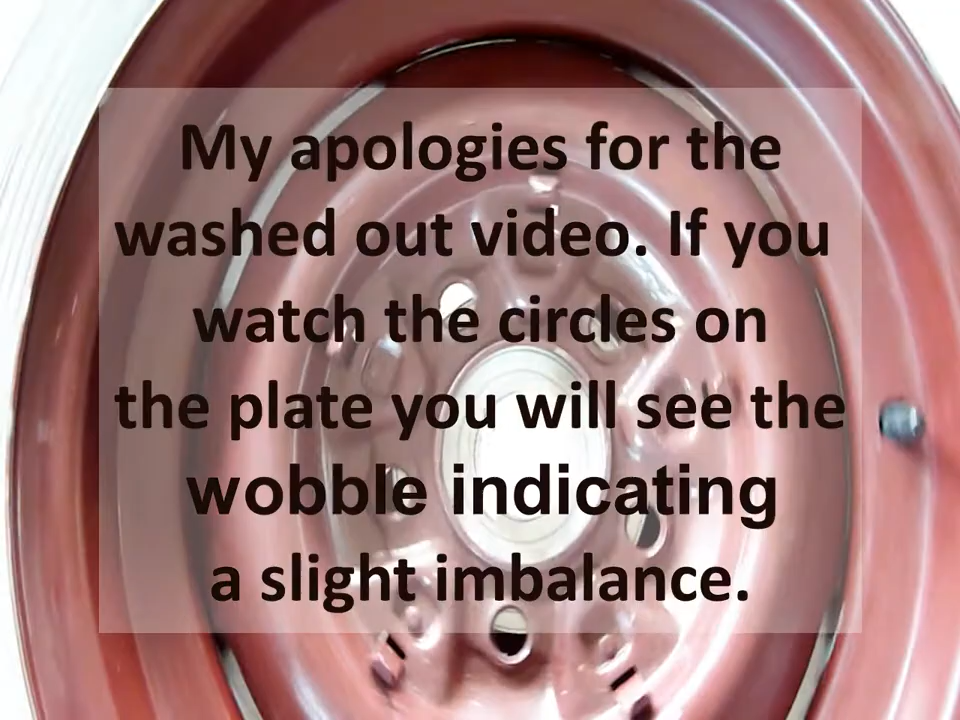 My apologies for the
washed out video. If you
watch the circles on
the plate you will see the
wobble indicating
a slight imbalance.